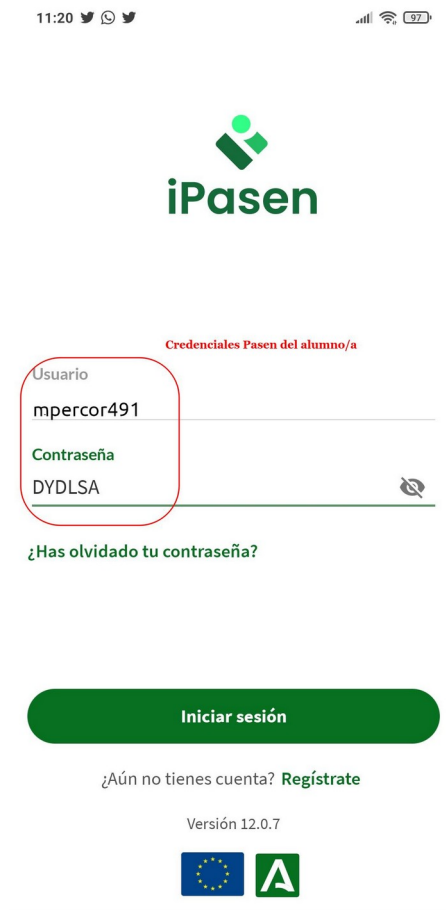 11:20
97
iPasen
Credenciales Pasen del alumno/a
Usuario
mpercor491
Contraseña
DYDLSA
¿Has olvidado tu contraseña?
Iniciar sesión
¿Aún no tienes cuenta? Regístrate
Versión 12.0.7